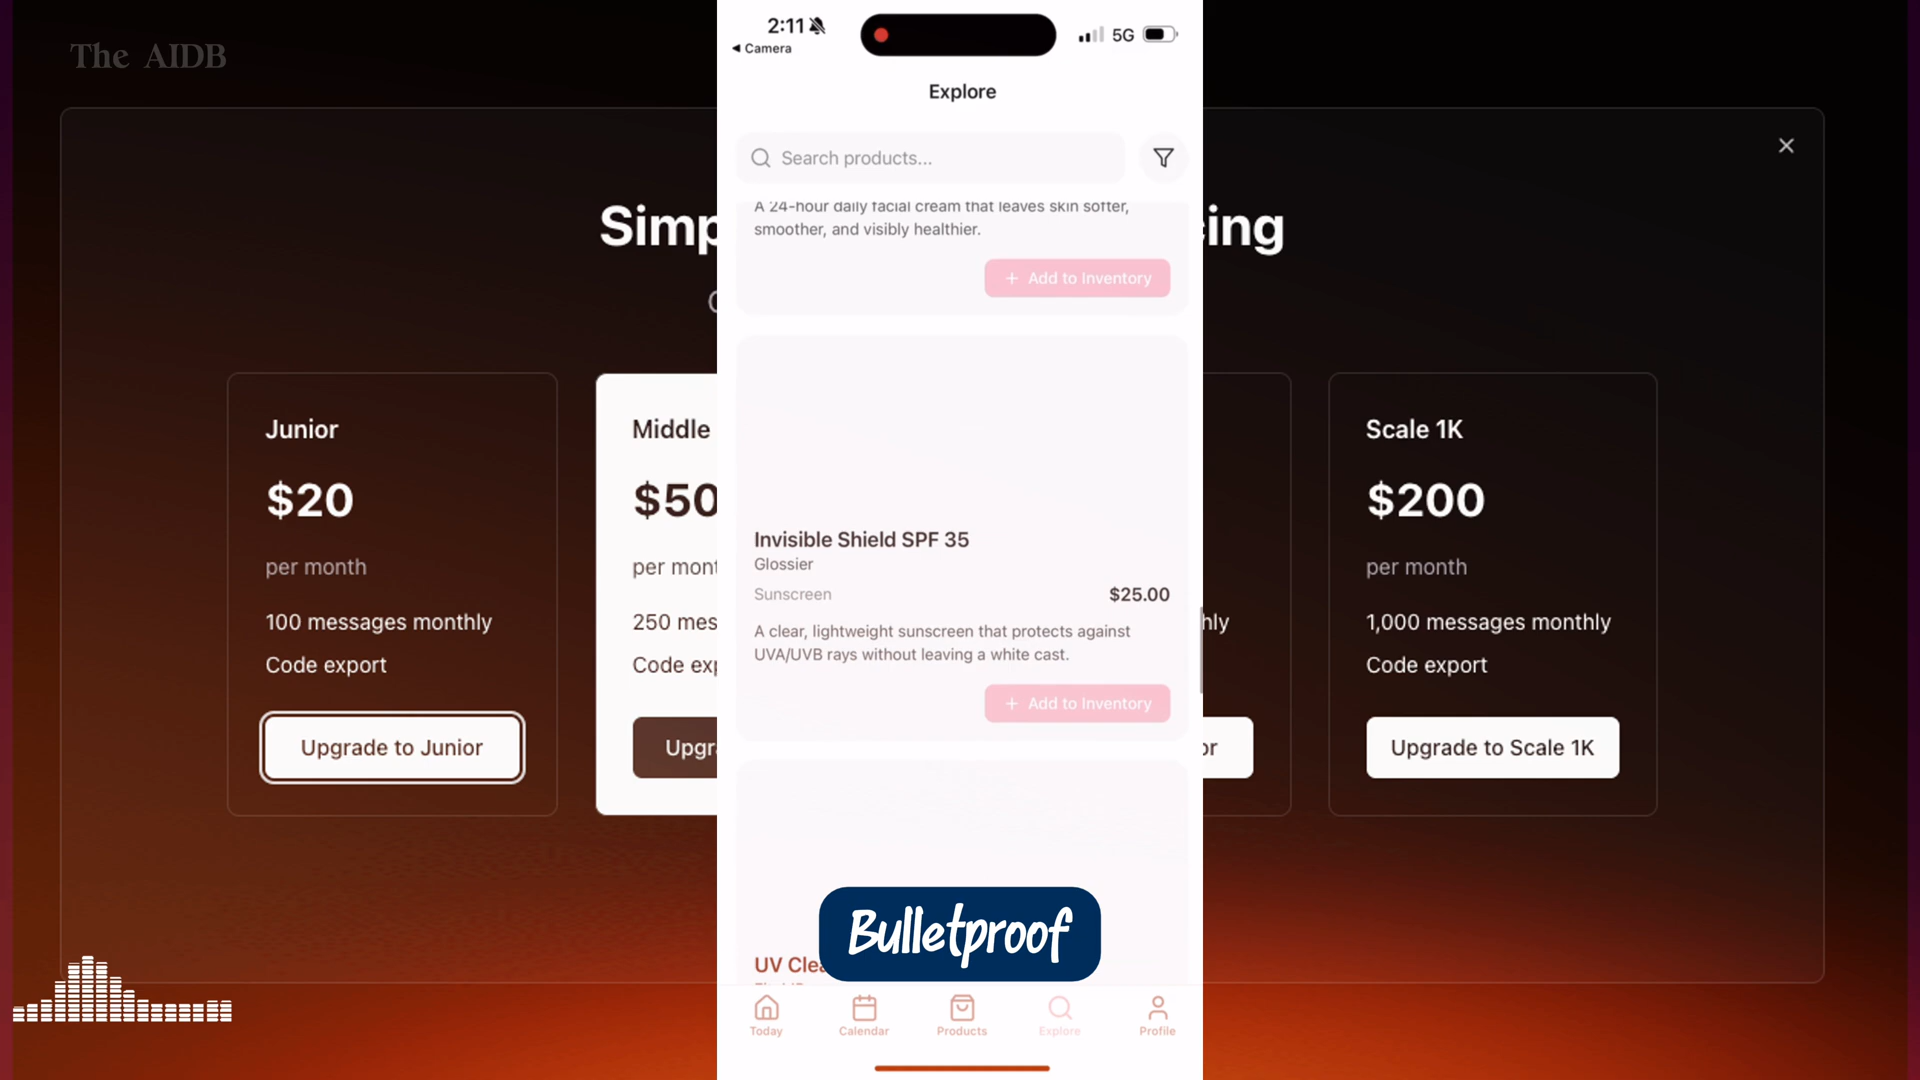 The AIDB
2:11
Camera
5G
Explore
Search products...
A 24-hour daily facial cream that leaves skin softer,
smoother, and visibly healthier.
+ Add to Inventory
Invisible Shield SPF 35
Glossier
Sunscreen
$25.00
A clear, lightweight sunscreen that protects against
UVA/UVB rays without leaving a white cast.
+ Add to Inventory
UV Clea
Bulletproof
Today
Calendar
Products
Explore
Profile
Simp
cing
Junior
$20
per month
100 messages monthly
Code export
Upgrade to Junior
Middle
$50
per mont
250 mes
Code exp
Upgr
hly
or
Scale 1K
$200
per month
1,000 messages monthly
Code export
Upgrade to Scale 1K